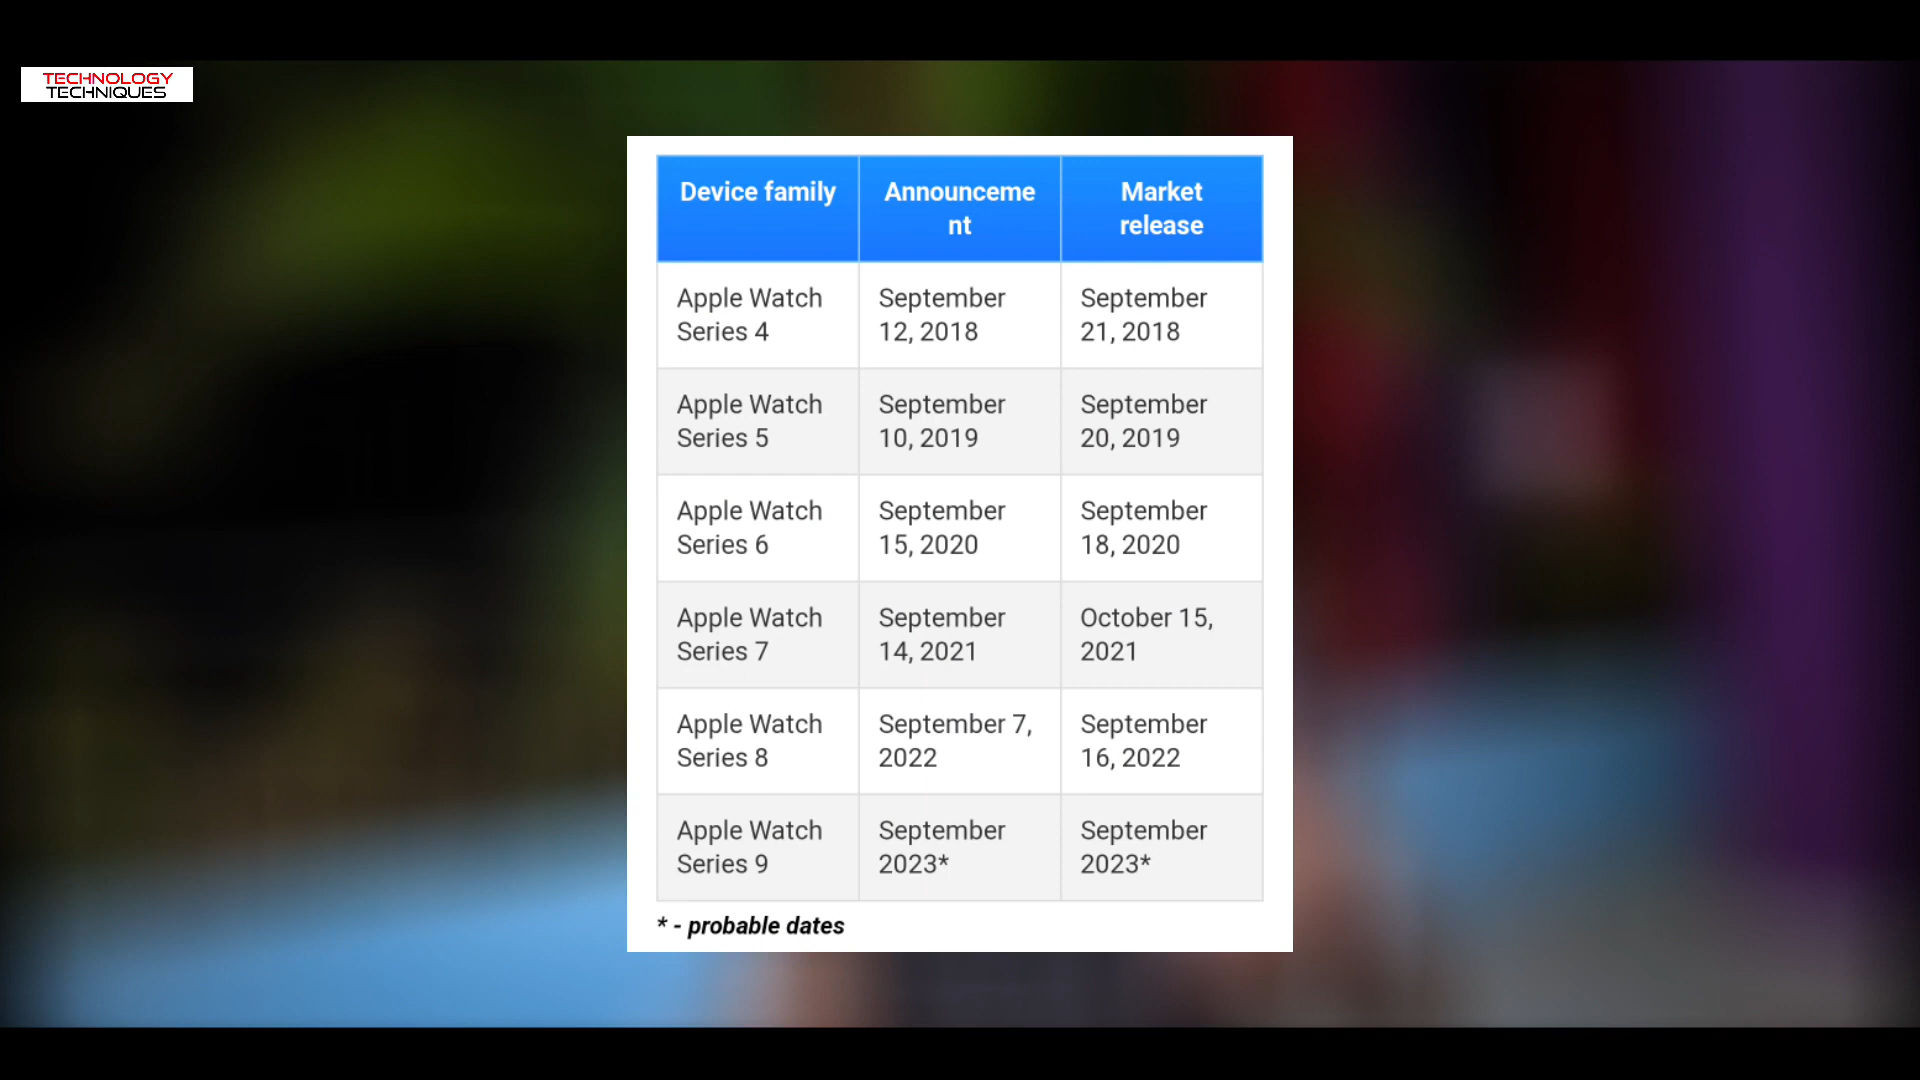 TECHNOLOGY
TECHNIQUES
Device family
Announceme
nt
Market
release
Apple Watch
Series 4
September
12, 2018
September
21, 2018
Apple Watch
Series 5
September
10, 2019
September
20, 2019
Apple Watch
Series 6
September
15, 2020
September
18, 2020
Apple Watch
Series 7
September
14, 2021
October 15,
2021
Apple Watch
Series 8
September 7,
2022
September
16, 2022
Apple Watch
Series 9
September
2023*
September
2023*
* - probable dates